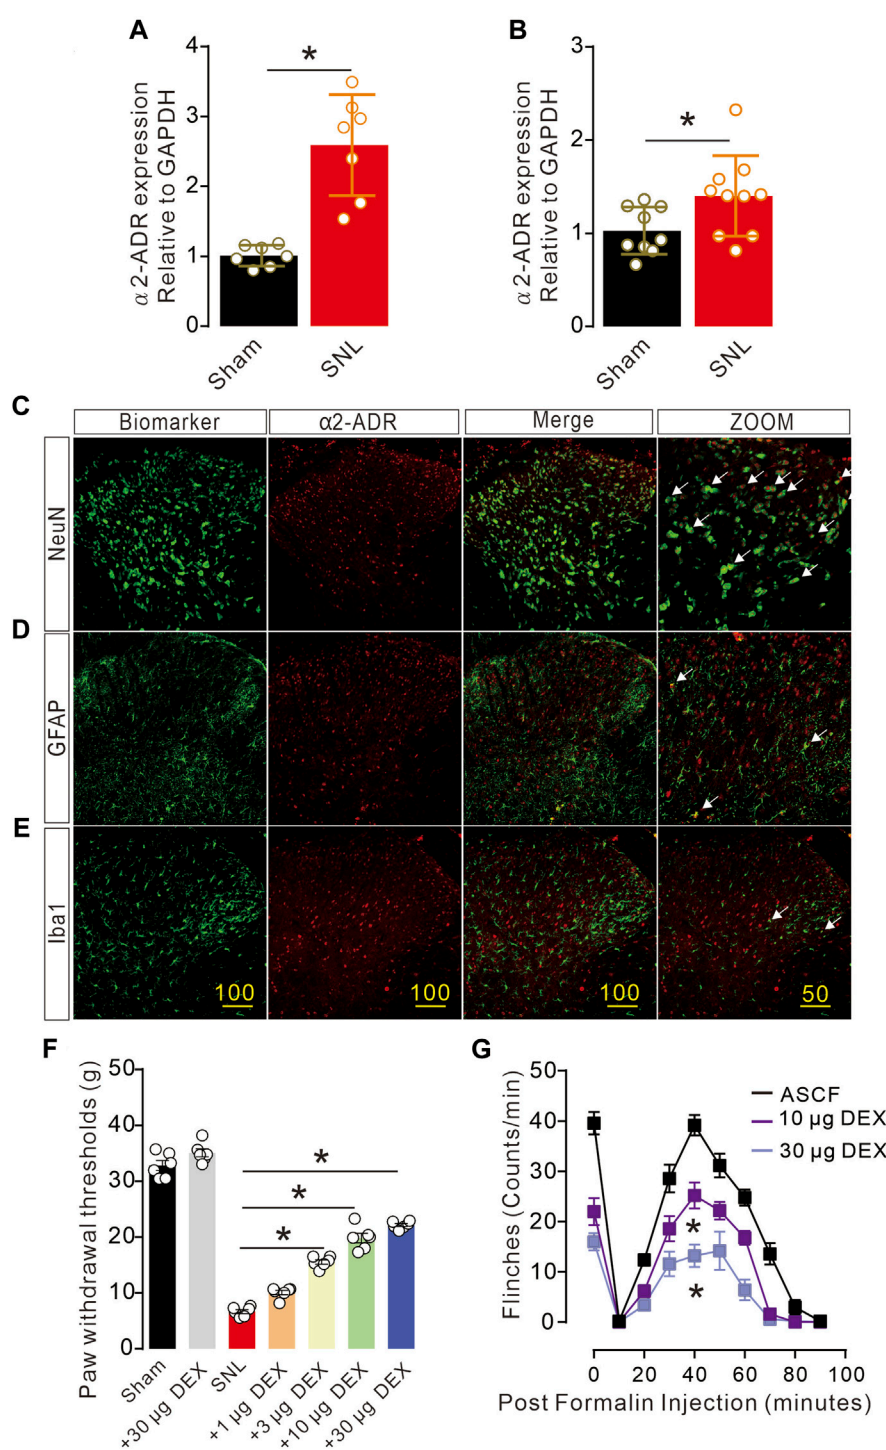 A
α2-ADR expression
Relative to GAPDH
4
3
2
1
0
*
Sham
SNL
B
α2-ADR expression
Relative to GAPDH
3
2
1
0
*
Sham
SNL
C
Biomarker
α2-ADR
Merge
ZOOM
NeuN
D
GFAP
E
Iba1
100
100
100
50
F
Paw withdrawal thresholds (g)
50
40
30
20
10
0
*
*
*
Sham
+30 µg DEX
SNL
+1 µg DEX
+3 µg DEX
+10 µg DEX
+30 µg DEX
G
Flinches (Counts/min)
50
40
30
20
10
0
ASCF
10 µg DEX
30 µg DEX
*
*
0 20 40 60 80 100
Post Formalin Injection (minutes)